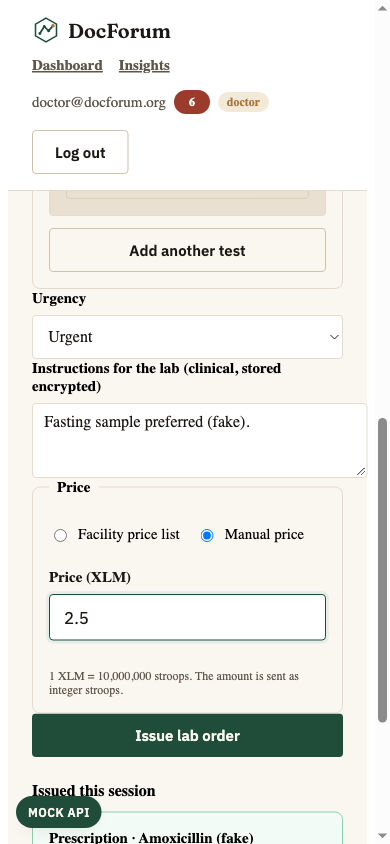 DocForum
Dashboard Insights
doctor@docforum.org 6 doctor
Log out
Add another test
Urgency
Urgent
Instructions for the lab (clinical, stored
encrypted)
Fasting sample preferred (fake).
Price
Facility price list Manual price
Price (XLM)
2.5
1 XLM = 10,000,000 stroops. The amount is sent as
integer stroops.
Issue lab order
Issued this session
MOCK API
Prescription · Amoxicillin (fake)